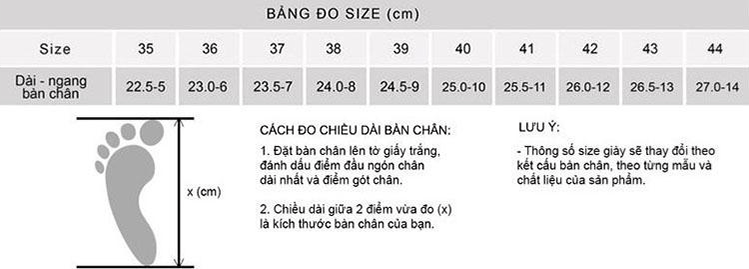 BẢNG ĐO SIZE (cm)
Size 35 36 37 38 39 40 41 42 43 44
Dài - ngang
bàn chân 22.5-5 23.0-6 23.5-7 24.0-8 24.5-9 25.0-10 25.5-11 26.0-12 26.5-13 27.0-14
x (cm)
CÁCH ĐO CHIỀU DÀI BÀN CHÂN:
1. Đặt bàn chân lên tờ giấy trắng,
đánh dấu điểm đầu ngón chân
dài nhất và điểm gót chân.
2. Chiều dài giữa 2 điểm vừa đo (x)
là kích thước bàn chân của bạn.
LƯU Ý:
- Thông số size giày sẽ thay đổi theo
kết cấu bàn chân, theo từng mẫu và
chất liệu của sản phẩm.